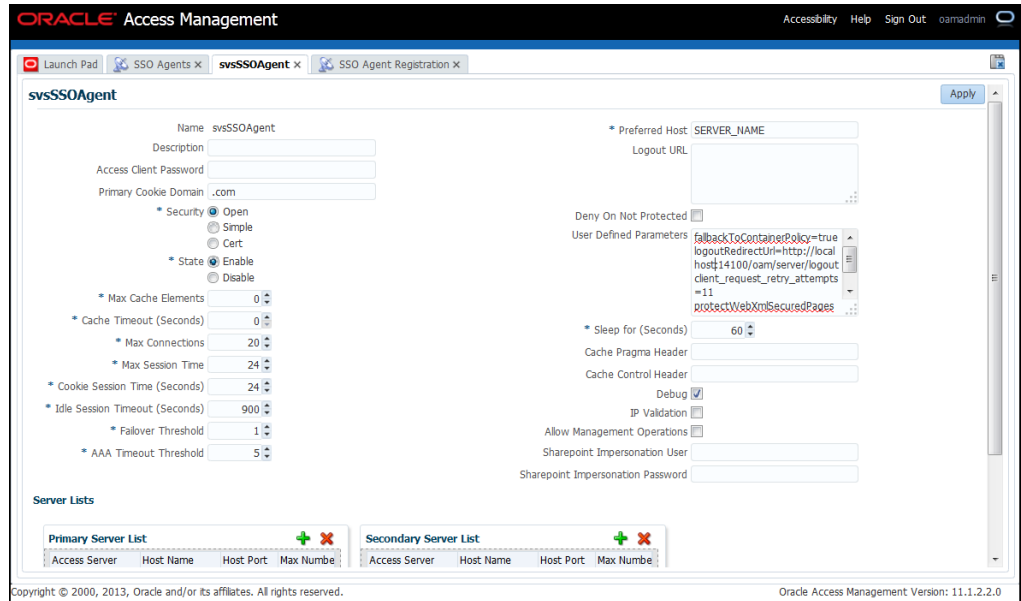 ORACLE® Access Management
Accessibility Help Sign Out oamadmin
Launch Pad SSO Agents × svsSSOAgent × SSO Agent Registration ×
svsSSOAgent
Apply
Name svsSSOAgent
Description
Access Client Password
Primary Cookie Domain .com
* Security Open
Simple
Cert
* State Enable
Disable
* Max Cache Elements 0
* Cache Timeout (Seconds) 0
* Max Connections 20
* Max Session Time 24
* Cookie Session Time (Seconds) 24
* Idle Session Timeout (Seconds) 900
* Failover Threshold 1
* AAA Timeout Threshold 5
* Preferred Host SERVER_NAME
Logout URL
Deny On Not Protected
User Defined Parameters fallbackToContainerPolicy=true
logoutRedirectUrl=http://local
host:14100/oam/server/logout
client_request_retry_attempts
=11
protectWebXmlSecuredPages
* Sleep for (Seconds) 60
Cache Pragma Header
Cache Control Header
Debug
IP Validation
Allow Management Operations
Sharepoint Impersonation User
Sharepoint Impersonation Password
Server Lists
Primary Server List
Access Server Host Name Host Port Max Numbe
Secondary Server List
Access Server Host Name Host Port Max Numbe
Copyright © 2000, 2013, Oracle and/or its affiliates. All rights reserved.
Oracle Access Management Version: 11.1.2.2.0